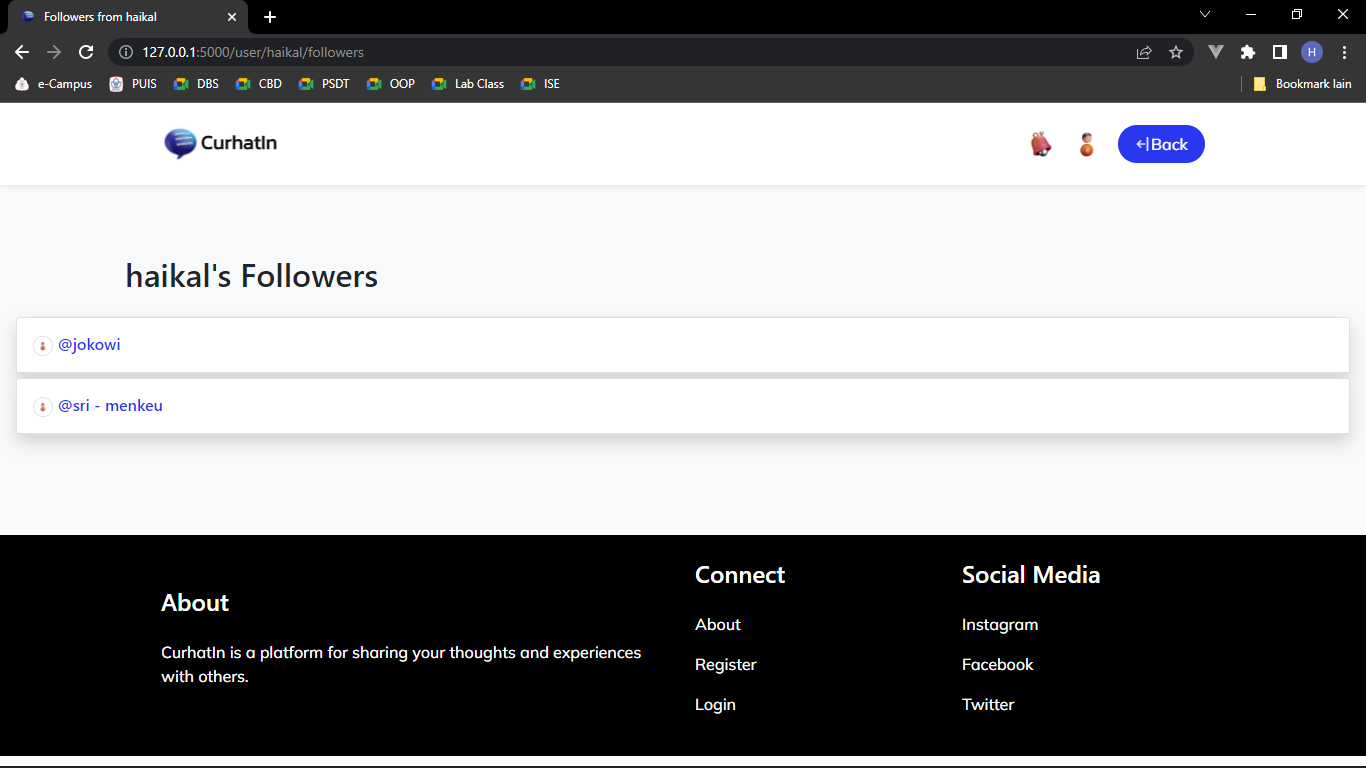 Followers from haikal
127.0.0.1:5000/user/haikal/followers
H
e-Campus PUIS DBS CBD PSDT OOP Lab Class ISE Bookmark lain
CurhatIn
Back
haikal's Followers
@jokowi
@sri - menkeu
About
CurhatIn is a platform for sharing your thoughts and experiences
with others.
Connect
About
Register
Login
Social Media
Instagram
Facebook
Twitter